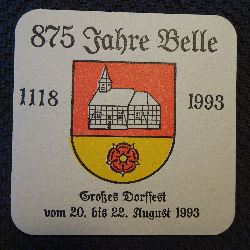 875 Jahre Belle
1118 1993
Großes Dorffest
vom 20. bis 22. August 1993